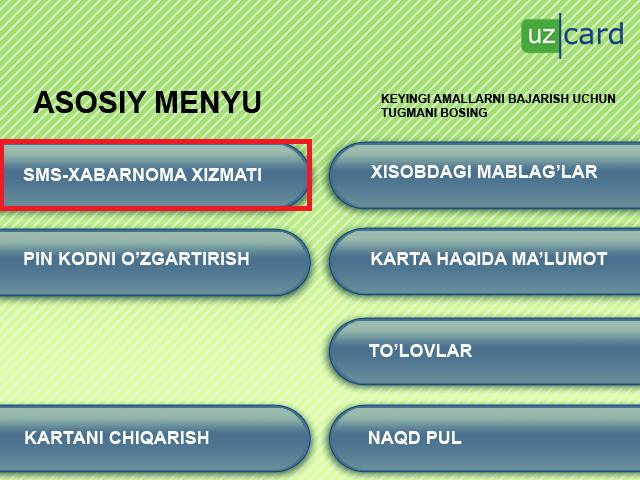 uz card
ASOSIY MENYU
KEYINGI AMALLARNI BAJARISH UCHUN
TUGMANI BOSING
SMS-XABARNOMA XIZMATI
XISOBDAGI MABLAG’LAR
PIN KODNI O’ZGARTIRISH
KARTA HAQIDA MA’LUMOT
TO’LOVLAR
KARTANI CHIQARISH
NAQD PUL